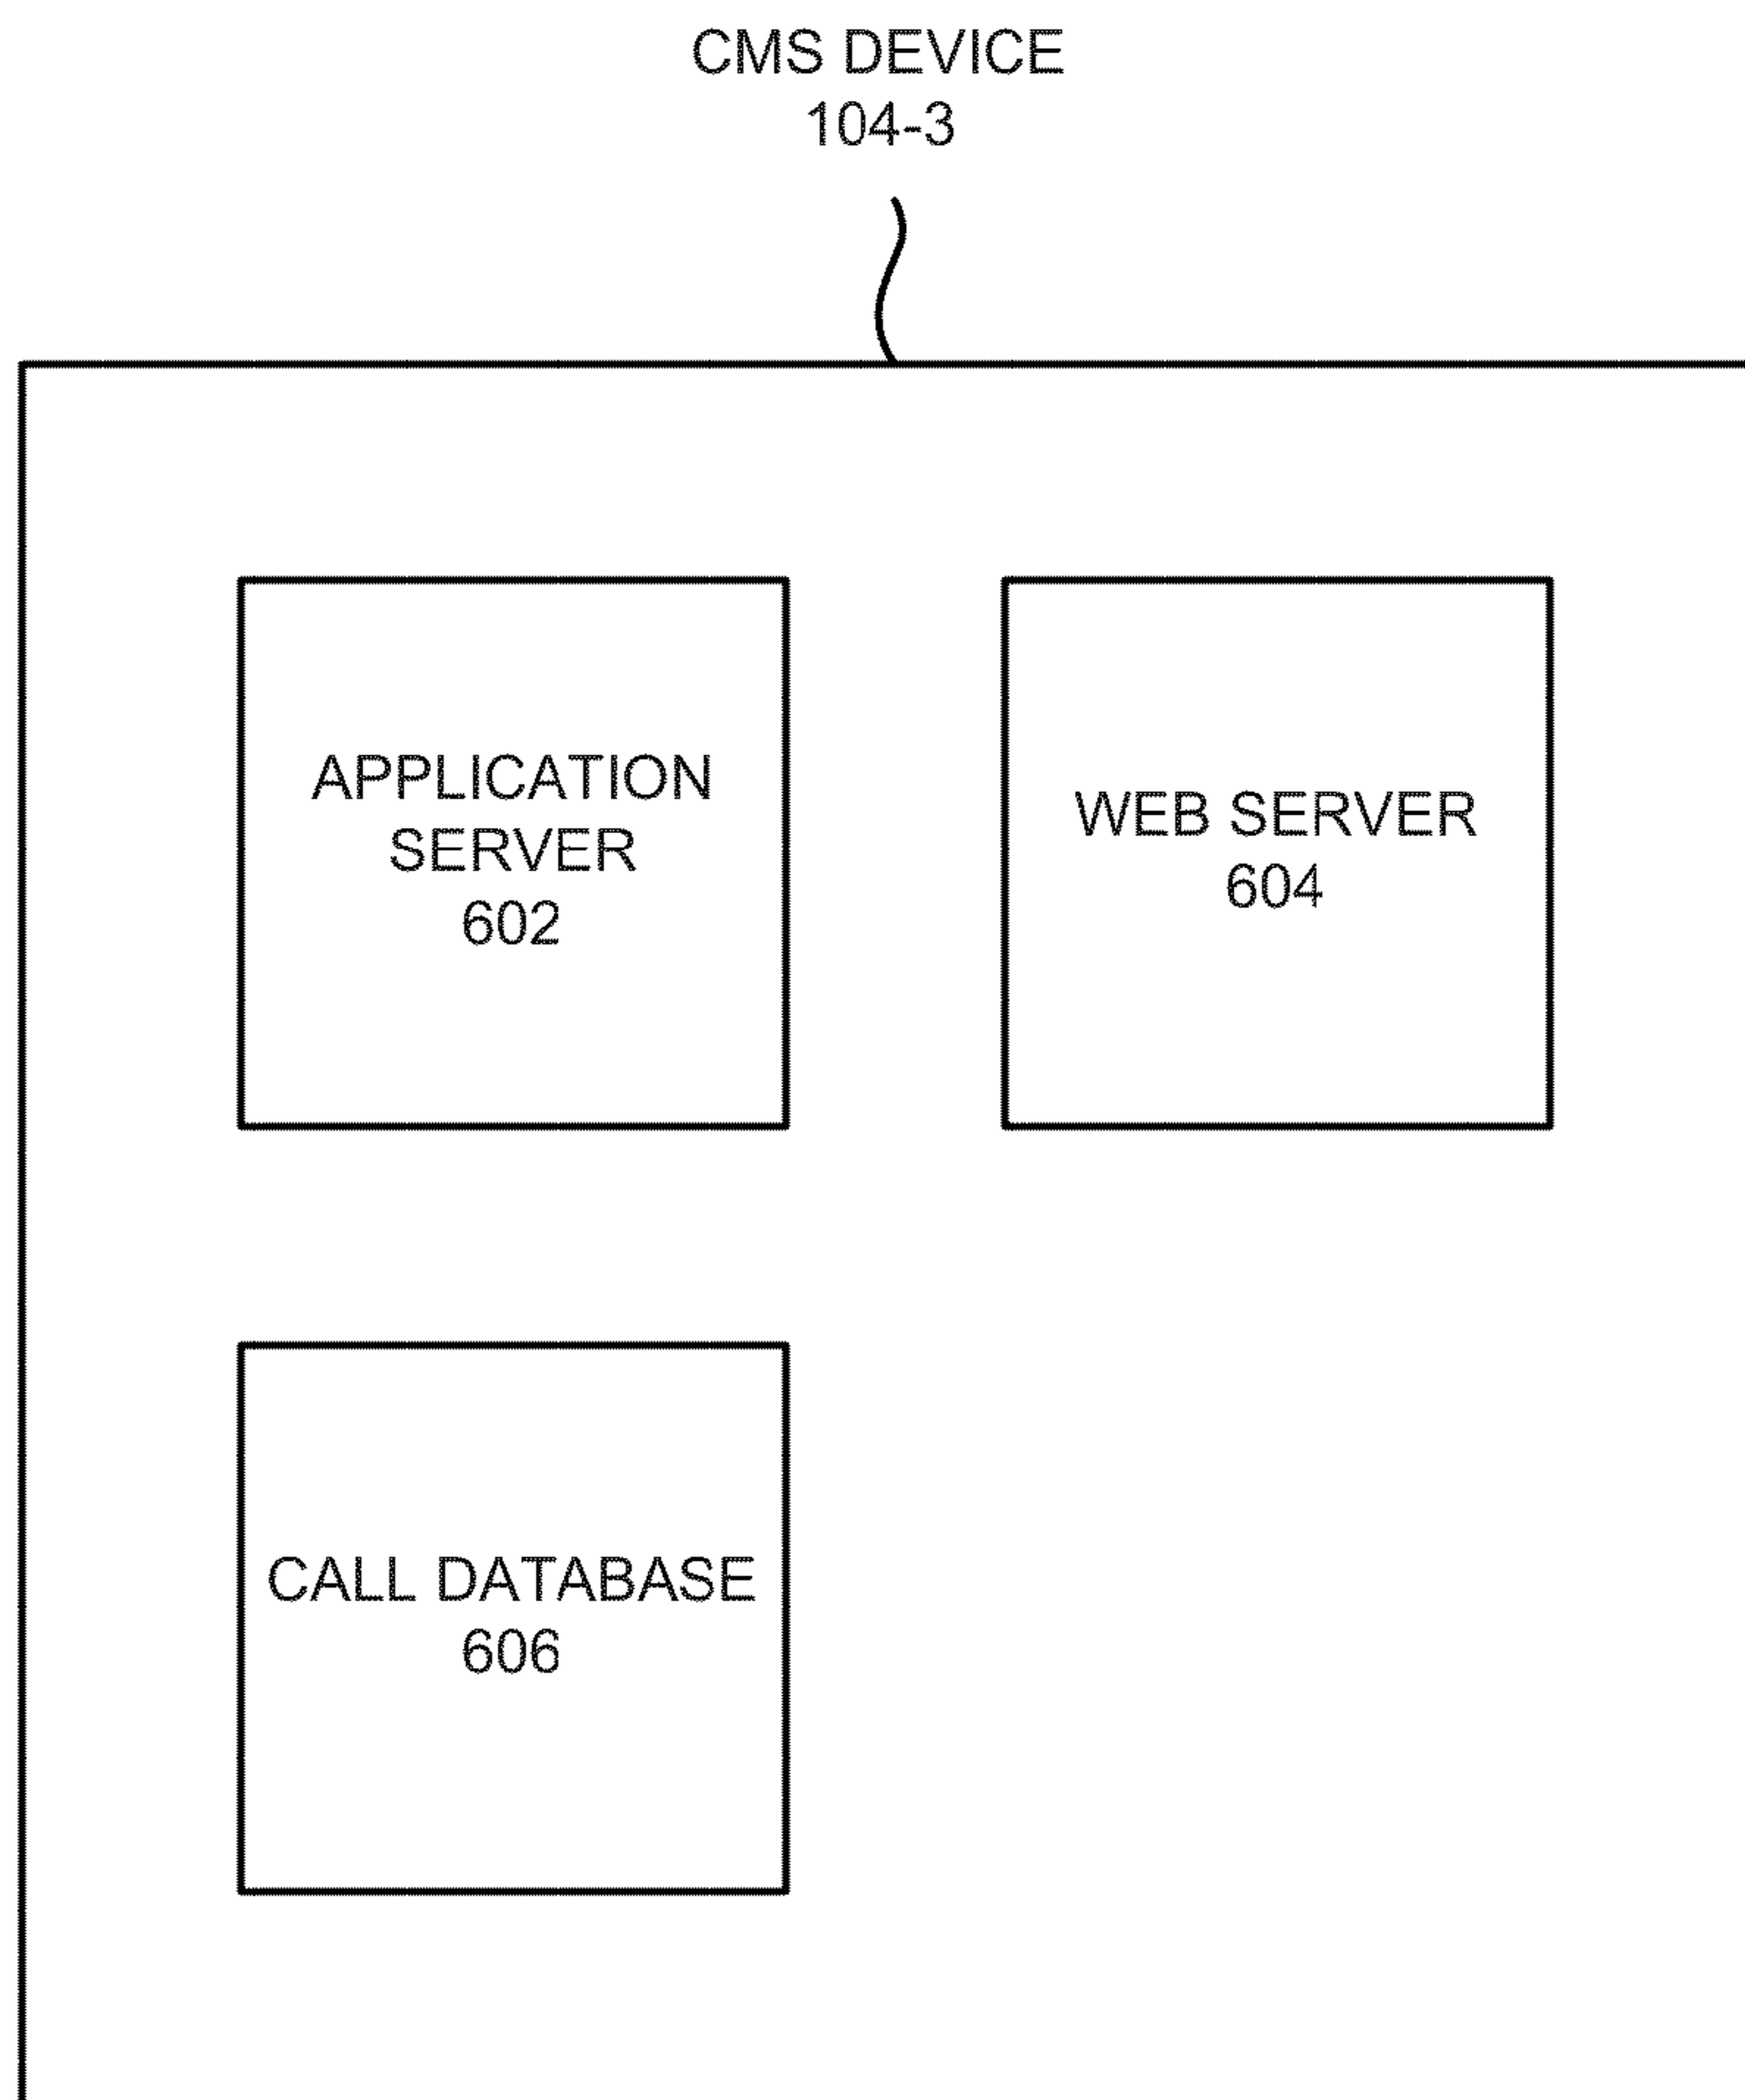 CMS DEVICE
104-3
APPLICATION
SERVER
602
WEB SERVER
604
CALL DATABASE
606